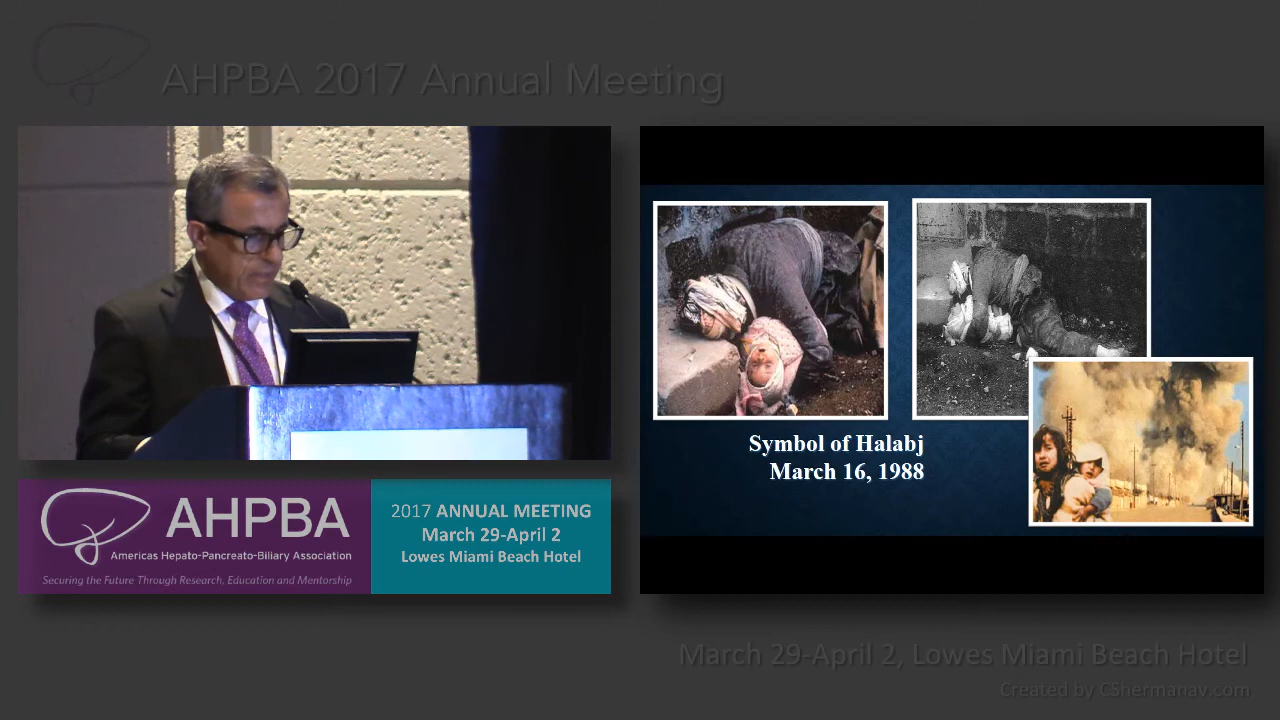 AHPBA 2017 Annual Meeting
Symbol of Halabj
March 16, 1988
AHPBA
Americas Hepato-Pancreato-Biliary Association
Securing the Future Through Research, Education and Mentorship
2017 ANNUAL MEETING
March 29-April 2
Lowes Miami Beach Hotel
March 29-April 2, Lowes Miami Beach Hotel
Created by CShermanav.com